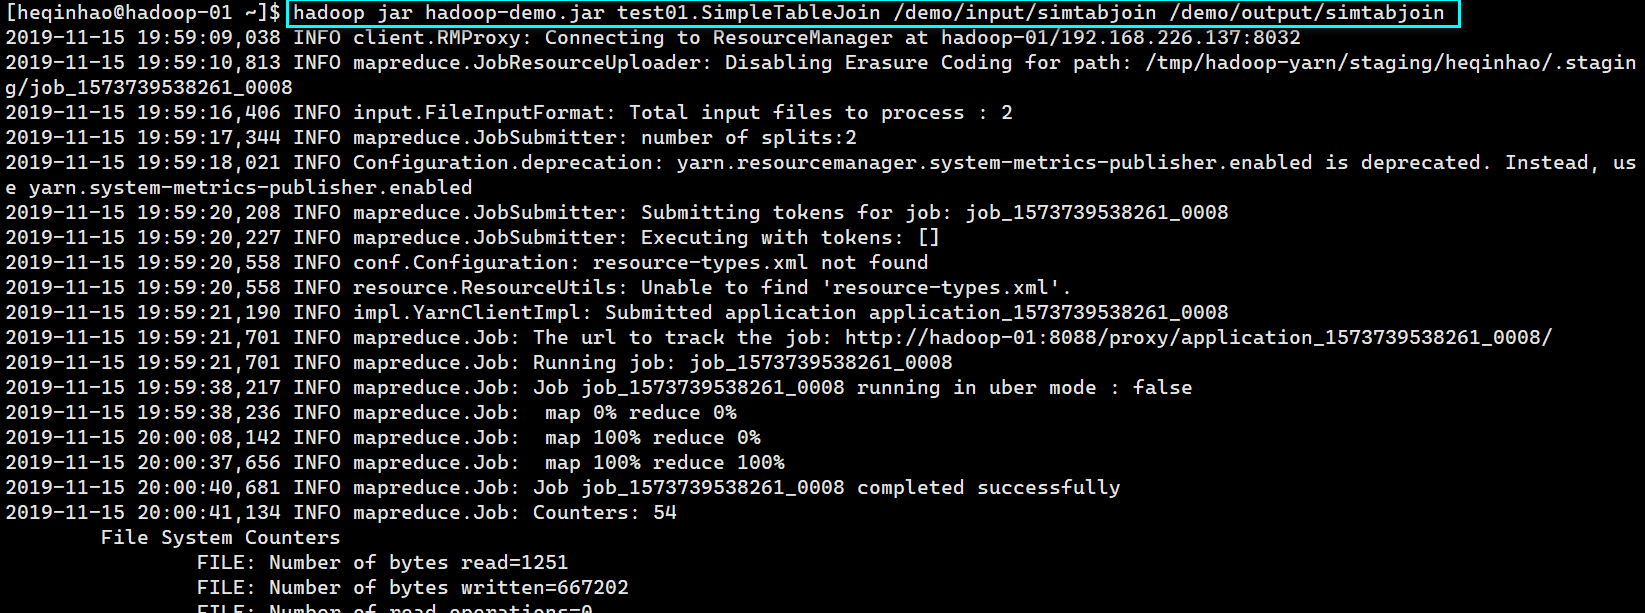 [heqinhao@hadoop-01 ~]$ hadoop jar hadoop-demo.jar test01.SimpleTableJoin /demo/input/simtabjoin /demo/output/simtabjoin
2019-11-15 19:59:09,038 INFO client.RMProxy: Connecting to ResourceManager at hadoop-01/192.168.226.137:8032
2019-11-15 19:59:10,813 INFO mapreduce.JobResourceUploader: Disabling Erasure Coding for path: /tmp/hadoop-yarn/staging/heqinhao/.stagin
g/job_1573739538261_0008
2019-11-15 19:59:16,406 INFO input.FileInputFormat: Total input files to process : 2
2019-11-15 19:59:17,344 INFO mapreduce.JobSubmitter: number of splits:2
2019-11-15 19:59:18,021 INFO Configuration.deprecation: yarn.resourcemanager.system-metrics-publisher.enabled is deprecated. Instead, us
e yarn.system-metrics-publisher.enabled
2019-11-15 19:59:20,208 INFO mapreduce.JobSubmitter: Submitting tokens for job: job_1573739538261_0008
2019-11-15 19:59:20,227 INFO mapreduce.JobSubmitter: Executing with tokens: []
2019-11-15 19:59:20,558 INFO conf.Configuration: resource-types.xml not found
2019-11-15 19:59:20,558 INFO resource.ResourceUtils: Unable to find 'resource-types.xml'.
2019-11-15 19:59:21,190 INFO impl.YarnClientImpl: Submitted application application_1573739538261_0008
2019-11-15 19:59:21,701 INFO mapreduce.Job: The url to track the job: http://hadoop-01:8088/proxy/application_1573739538261_0008/
2019-11-15 19:59:21,701 INFO mapreduce.Job: Running job: job_1573739538261_0008
2019-11-15 19:59:38,217 INFO mapreduce.Job: Job job_1573739538261_0008 running in uber mode : false
2019-11-15 19:59:38,236 INFO mapreduce.Job:  map 0% reduce 0%
2019-11-15 20:00:08,142 INFO mapreduce.Job:  map 100% reduce 0%
2019-11-15 20:00:37,656 INFO mapreduce.Job:  map 100% reduce 100%
2019-11-15 20:00:40,681 INFO mapreduce.Job: Job job_1573739538261_0008 completed successfully
2019-11-15 20:00:41,134 INFO mapreduce.Job: Counters: 54
File System Counters
FILE: Number of bytes read=1251
FILE: Number of bytes written=667202
FILE: Number of read operations=0